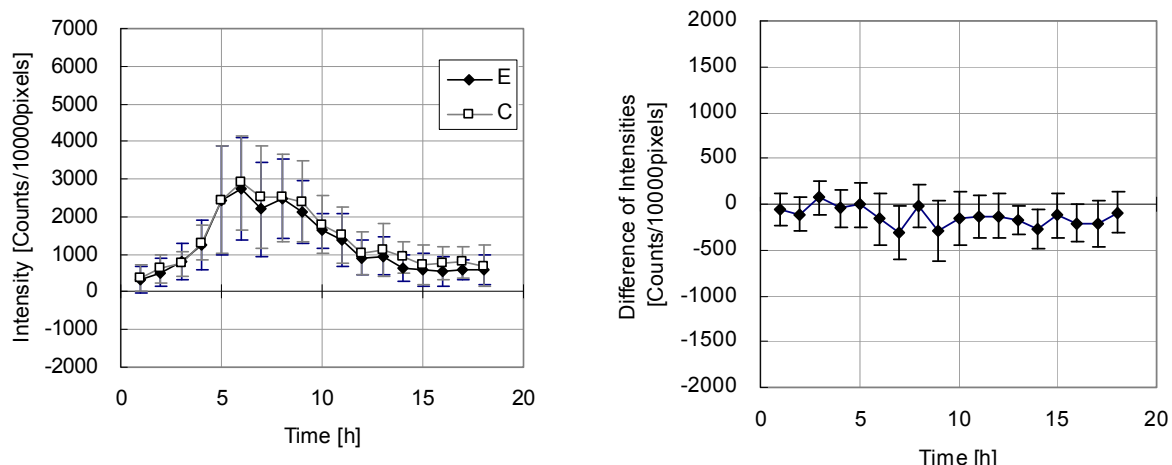 7000
6000
5000
4000
3000
2000
1000
0
-1000
-2000
Intensity [Counts/10000pixels]
E
C
0 5 10 15 20
Time [h]
2000
1500
1000
500
0
-500
-1000
-1500
-2000
Difference of Intensities
[Counts/10000pixels]
0 5 10 15 20
Time [h]